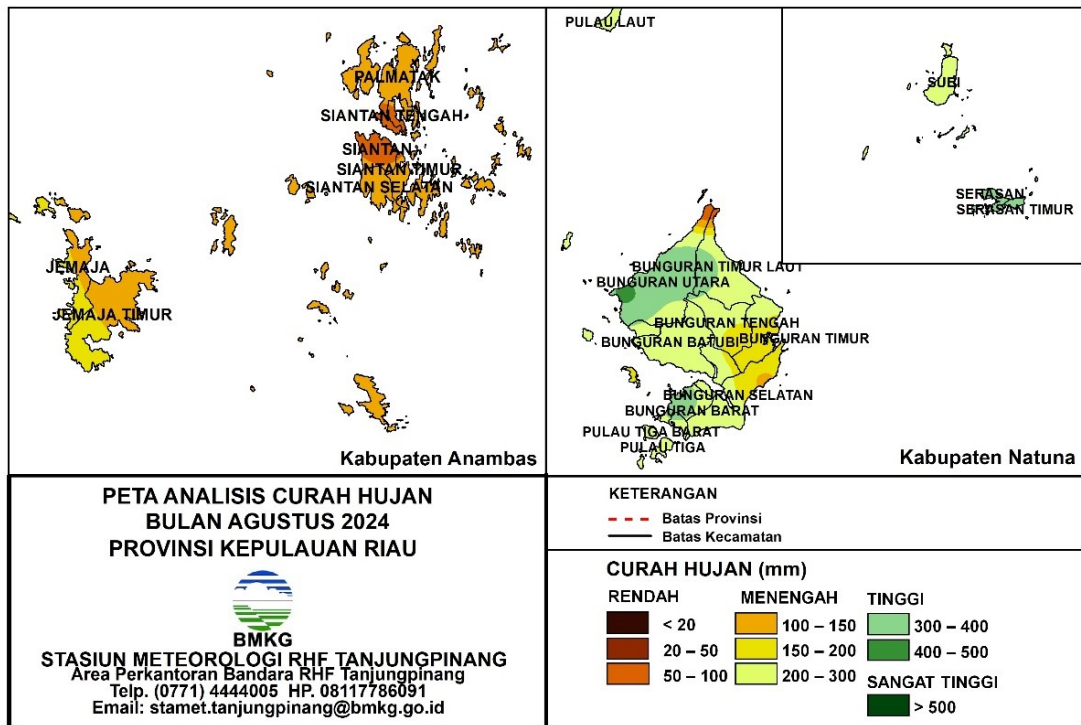 PALMATAK
SIANTAN TENGAH
SIANTAN
SIANTAN TIMUR
SIANTAN SELATAN
JEMAJA
JEMAJA TIMUR
Kabupaten Anambas
PULAU LAUT
SUBI
SERASAN
SERASAN TIMUR
BUNGURAN TIMUR LAUT
BUNGURAN UTARA
BUNGURAN TENGAH
BUNGURAN TIMUR
BUNGURAN BATUBI
BUNGURAN SELATAN
BUNGURAN BARAT
PULAU TIGA BARAT
PULAU TIGA
Kabupaten Natuna
PETA ANALISIS CURAH HUJAN
BULAN AGUSTUS 2024
PROVINSI KEPULAUAN RIAU
BMKG
STASIUN METEOROLOGI RHF TANJUNGPINANG
Area Perkantoran Bandara RHF Tanjungpinang
Telp. (0771) 4444005 HP. 08117786091
Email: stamet.tanjungpinang@bmkg.go.id
KETERANGAN
Batas Provinsi
Batas Kecamatan
CURAH HUJAN (mm)
RENDAH
< 20
20 – 50
50 – 100
MENENGAH
100 – 150
150 – 200
200 – 300
TINGGI
300 – 400
400 – 500
SANGAT TINGGI
> 500